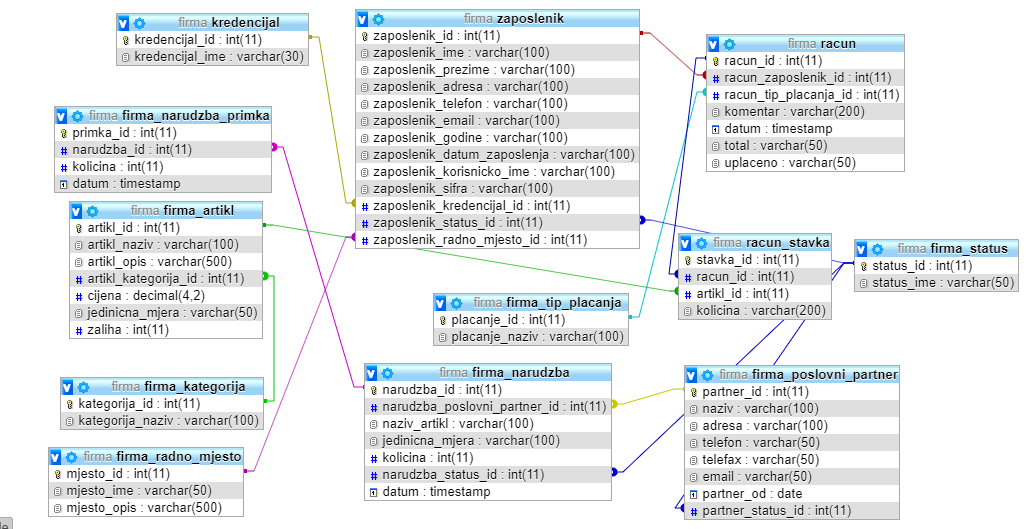 firma kredencijal
kredencijal_id : int(11)
kredencijal_ime : varchar(30)
firma zaposlenik
zaposlenik_id : int(11)
zaposlenik_ime : varchar(100)
zaposlenik_prezime : varchar(100)
zaposlenik_adresa : varchar(100)
zaposlenik_telefon : varchar(100)
zaposlenik_email : varchar(100)
zaposlenik_godine : varchar(100)
zaposlenik_datum_zaposlenja : varchar(100)
zaposlenik_korisnicko_ime : varchar(100)
zaposlenik_sifra : varchar(100)
zaposlenik_kredencijal_id : int(11)
zaposlenik_status_id : int(11)
zaposlenik_radno_mjesto_id : int(11)
firma racun
racun_id : int(11)
racun_zaposlenik_id : int(11)
racun_tip_placanja_id : int(11)
komentar : varchar(200)
datum : timestamp
total : varchar(50)
uplaceno : varchar(50)
firma firma_narudzba_primka
primka_id : int(11)
narudzba_id : int(11)
kolicina : int(11)
datum : timestamp
firma firma_artikl
artikl_id : int(11)
artikl_naziv : varchar(100)
artikl_opis : varchar(500)
artikl_kategorija_id : int(11)
cijena : decimal(4,2)
jedinicna_mjera : varchar(50)
zaliha : int(11)
firma racun_stavka
stavka_id : int(11)
racun_id : int(11)
artikl_id : int(11)
kolicina : varchar(200)
firma firma_status
status_id : int(11)
status_ime : varchar(50)
firma firma_tip_placanja
placanje_id : int(11)
placanje_naziv : varchar(100)
firma firma_kategorija
kategorija_id : int(11)
kategorija_naziv : varchar(100)
firma firma_narudzba
narudzba_id : int(11)
narudzba_poslovni_partner_id : int(11)
naziv_artikl : varchar(100)
jedinicna_mjera : varchar(100)
kolicina : int(11)
narudzba_status_id : int(11)
datum : timestamp
firma firma_poslovni_partner
partner_id : int(11)
naziv : varchar(100)
adresa : varchar(100)
telefon : varchar(50)
telefax : varchar(50)
email : varchar(50)
partner_od : date
partner_status_id : int(11)
firma firma_radno_mjesto
mjesto_id : int(11)
mjesto_ime : varchar(50)
mjesto_opis : varchar(500)